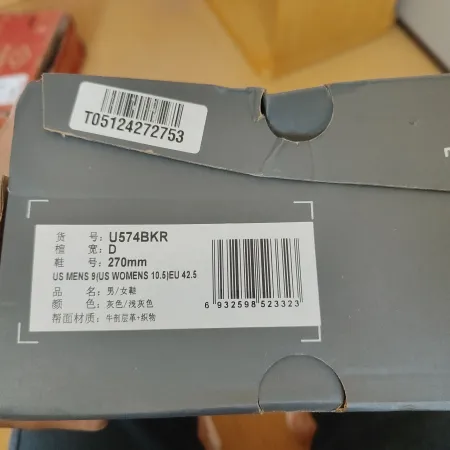 T05124272753
货 号: U574BKR
楦 宽: D
鞋 号: 270mm
US MENS 9(US WOMENS 10.5)EU 42.5
品 名: 男/女鞋
颜 色: 灰色/浅灰色
帮面材质: 牛剖层革+织物
6 932598 523323